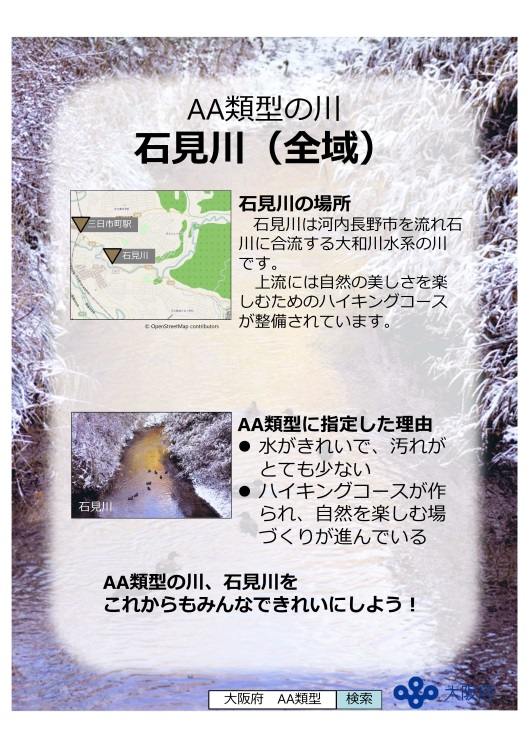 AA類型の川
石見川（全域）
三日市町駅
石見川
© OpenStreetMap contributors
石見川の場所
石見川は河内長野市を流れ石
川に合流する大和川水系の川
です。
上流には自然の美しさを楽
しむためのハイキングコース
が整備されています。
石見川
AA類型に指定した理由
● 水がきれいで、汚れが
とても少ない
● ハイキングコースが作
られ、自然を楽しむ場
づくりが進んでいる
AA類型の川、石見川を
これからもみんなできれいにしよう！
大阪府　AA類型　検索
大阪府